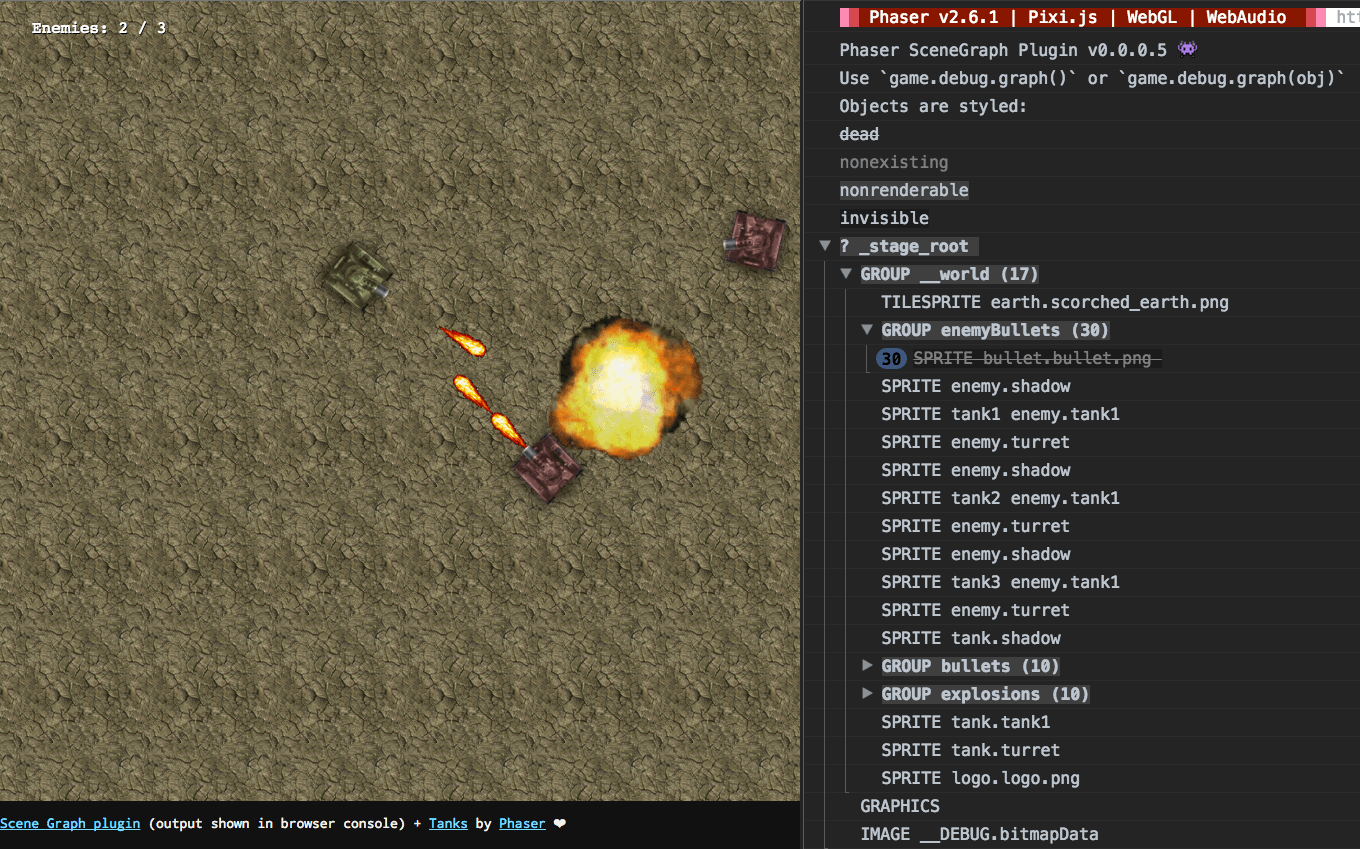 Enemies: 2 / 3
Scene Graph plugin (output shown in browser console) + Tanks by Phaser ❤
Phaser v2.6.1 | Pixi.js | WebGL | WebAudio
Phaser SceneGraph Plugin v0.0.0.5 👾
Use `game.debug.graph()` or `game.debug.graph(obj)`
Objects are styled:
dead
nonexisting
nonrenderable
invisible
▼ ? _stage_root
▼ GROUP __world (17)
TILESPRITE earth.scorched_earth.png
▼ GROUP enemyBullets (30)
30 SPRITE bullet.bullet.png
SPRITE enemy.shadow
SPRITE tank1 enemy.tank1
SPRITE enemy.turret
SPRITE enemy.shadow
SPRITE tank2 enemy.tank1
SPRITE enemy.turret
SPRITE enemy.shadow
SPRITE tank3 enemy.tank1
SPRITE enemy.turret
SPRITE tank.shadow
▶ GROUP bullets (10)
▶ GROUP explosions (10)
SPRITE tank.tank1
SPRITE tank.turret
SPRITE logo.logo.png
GRAPHICS
IMAGE __DEBUG.bitmapData